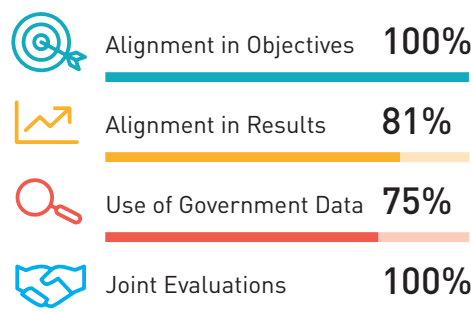 Alignment in Objectives 100%
Alignment in Results 81%
Use of Government Data 75%
Joint Evaluations 100%